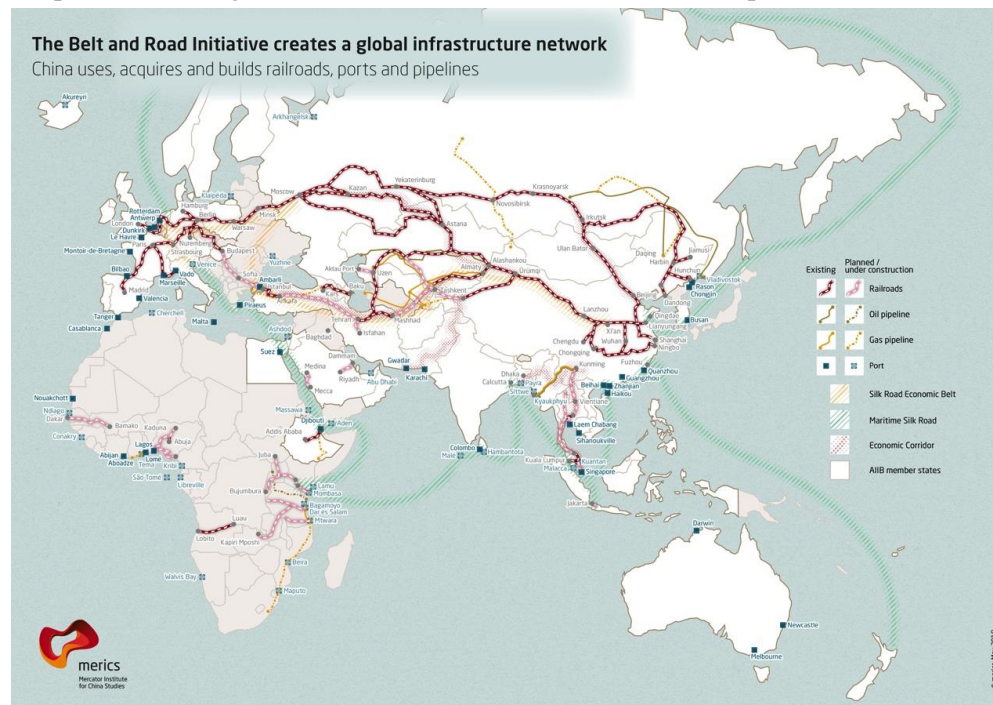 The Belt and Road Initiative creates a global infrastructure network
China uses, acquires and builds railroads, ports and pipelines
Akureyri
Arkhangelsk
Yekaterinburg
Krasnoyarsk
Kazan
Moscow
Novosibirsk
Klaipeda
Hamburg
Rotterdam
Antwerp
London
Berlin
Minsk
Irkutsk
Dunkirk
Warsaw
Astana
Le Havre
Paris
Nuremberg
Ulan Bator
Strasbourg
Budapest
Daqing
Jiamusi
Harbin
Montoir-de-Bretagne
Venice
Yuzhne
Aktau Port
Uzen
Almaty
Alashankou
Ürümqi
Hunchun
Vladivostok
Bilbao
Vado
Sofia
Ambarli
Istanbul
Rason
Chongjin
Marseille
Madrid
Kars
Baku
Tashkent
Beijing
Dandong
Valencia
Piraeus
Ankara
Lanzhou
Qingdao
Tanger
Cherchell
Tehran
Mashhad
Lianyungang
Busan
Casablanca
Malta
Isfahan
Xi'an
Ashdod
Baghdad
Chengdu
Wuhan
Shanghai
Ningbo
Suez
Dammam
Gwadar
Chongqing
Medina
Karachi
Fuzhou
Riyadh
Abu Dhabi
Dhaka
Kunming
Quanzhou
Mecca
Calcutta
Payra
Guangzhou
Sittwe
Beihai
Zhanjian
Kyaukphyu
Haikou
Nouakchott
Vientiane
Ndiago
Dakar
Massawa
Bamako
Kaduna
Djibouti
Aden
Laem Chabang
Conakry
Abuja
Addis Ababa
Sihanoukville
Lagos
Colombo
Hambantota
Abijan
Lomé
Malé
Aboadze
Tema
Kribi
Juba
Kuala Lumpur
Kuantan
São Tomé
Libreville
Malacca
Singapore
Lamu
Bujumbura
Mombasa
Bagamoyo
Jakarta
Dar es Salam
Luau
Mtwara
Lobito
Kapiri Mposhi
Darwin
Beira
Walvis Bay
Maputo
Newcastle
Melbourne
Existing
Planned /
under construction
Railroads
Oil pipeline
Gas pipeline
Port
Silk Road Economic Belt
Maritime Silk Road
Economic Corridor
AIIB member states
merics
Mercator Institute
for China Studies